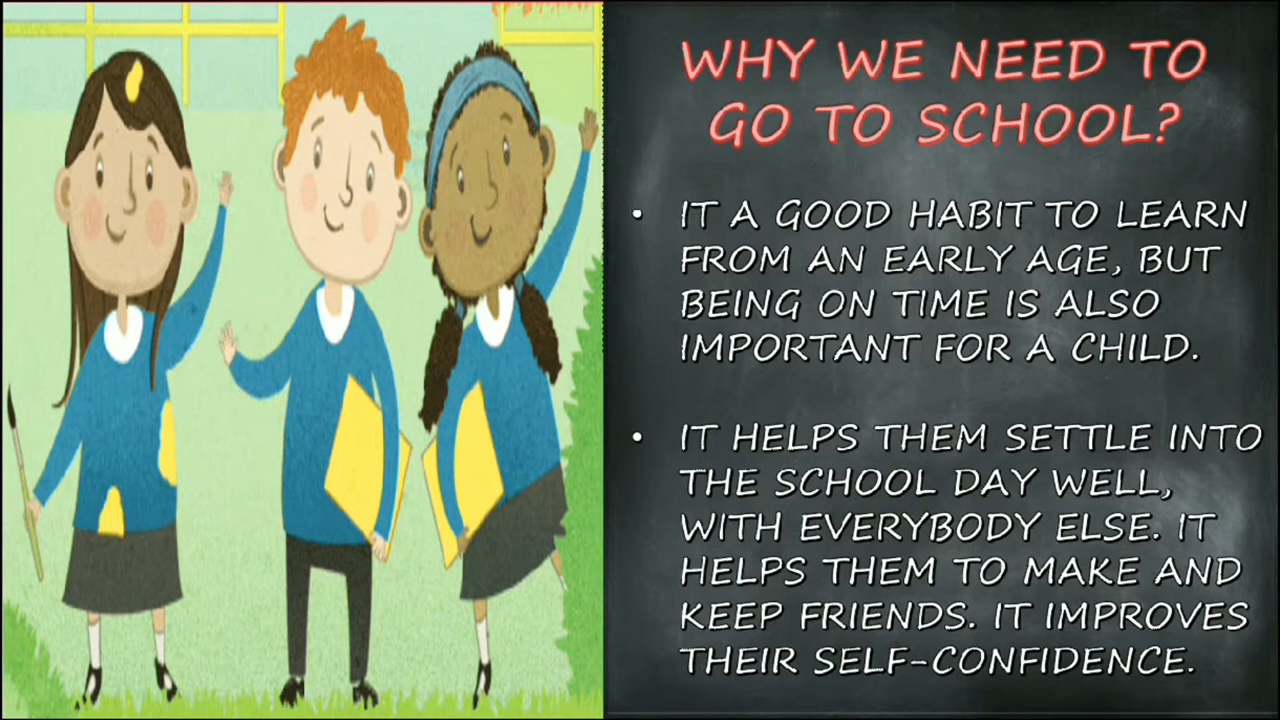 WHY WE NEED TO
GO TO SCHOOL?
• IT A GOOD HABIT TO LEARN
FROM AN EARLY AGE, BUT
BEING ON TIME IS ALSO
IMPORTANT FOR A CHILD.
• IT HELPS THEM SETTLE INTO
THE SCHOOL DAY WELL,
WITH EVERYBODY ELSE. IT
HELPS THEM TO MAKE AND
KEEP FRIENDS. IT IMPROVES
THEIR SELF-CONFIDENCE.